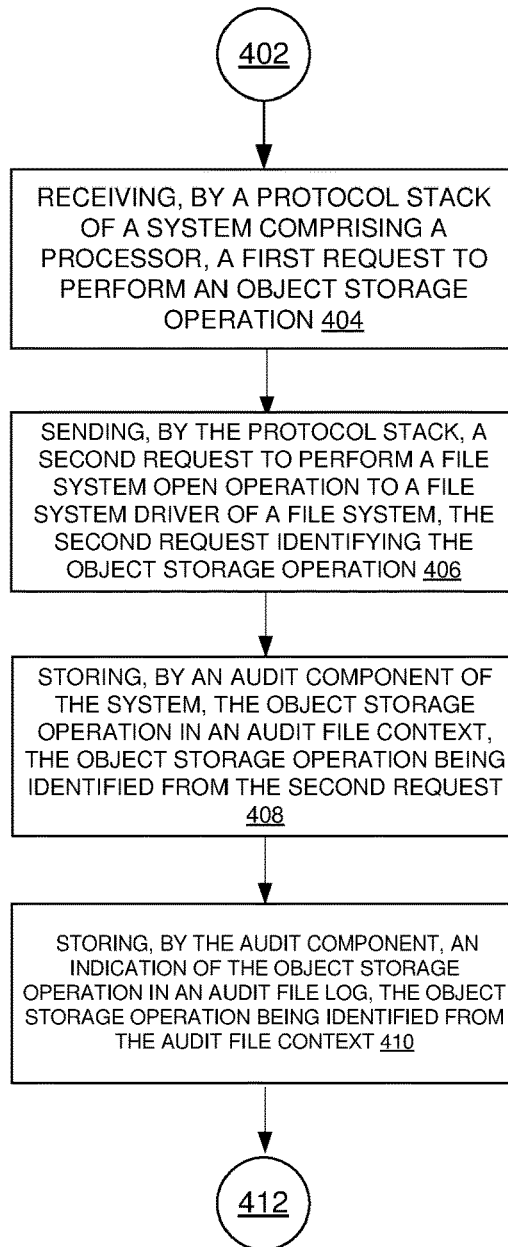 402
RECEIVING, BY A PROTOCOL STACK
OF A SYSTEM COMPRISING A
PROCESSOR, A FIRST REQUEST TO
PERFORM AN OBJECT STORAGE
OPERATION 404
SENDING, BY THE PROTOCOL STACK, A
SECOND REQUEST TO PERFORM A FILE
SYSTEM OPEN OPERATION TO A FILE
SYSTEM DRIVER OF A FILE SYSTEM, THE
SECOND REQUEST IDENTIFYING THE
OBJECT STORAGE OPERATION 406
STORING, BY AN AUDIT COMPONENT OF
THE SYSTEM, THE OBJECT STORAGE
OPERATION IN AN AUDIT FILE CONTEXT,
THE OBJECT STORAGE OPERATION BEING
IDENTIFIED FROM THE SECOND REQUEST
408
STORING, BY THE AUDIT COMPONENT, AN
INDICATION OF THE OBJECT STORAGE
OPERATION IN AN AUDIT FILE LOG, THE OBJECT
STORAGE OPERATION BEING IDENTIFIED FROM
THE AUDIT FILE CONTEXT 410
412